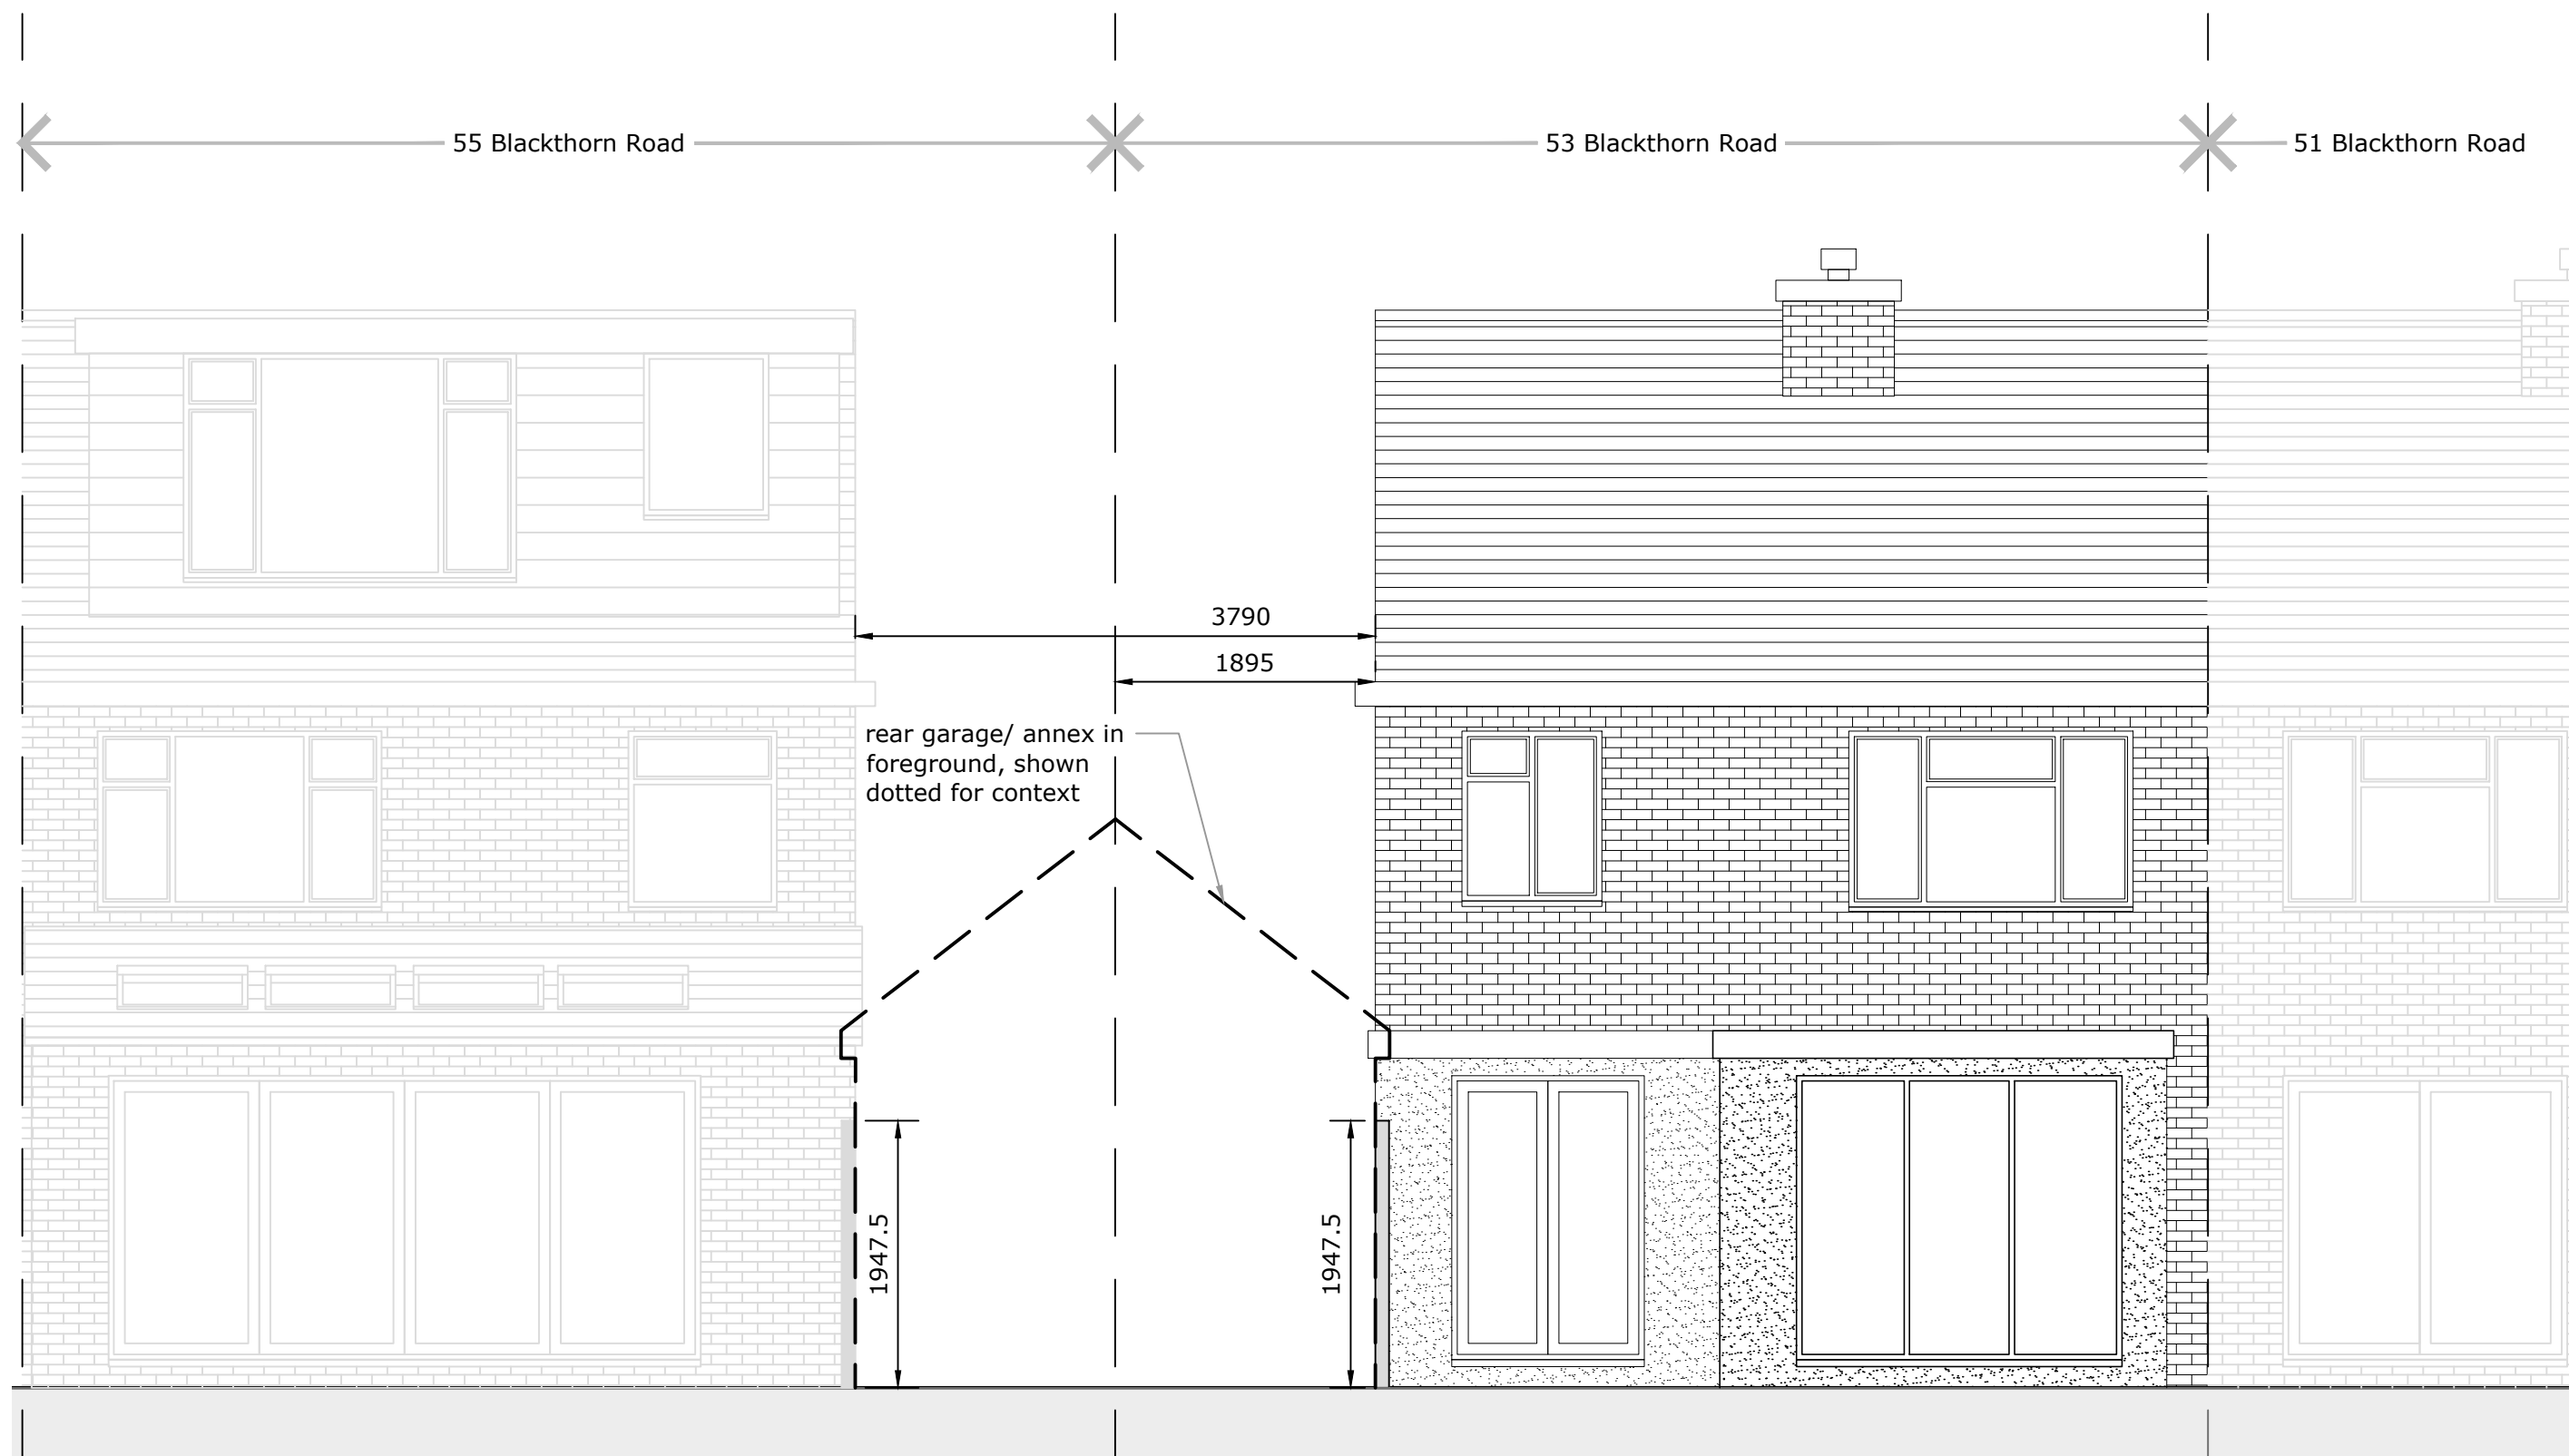 55 Blackthorn Road
53 Blackthorn Road
51 Blackthorn Road
3790
1895
rear garage/ annex in
foreground, shown
dotted for context
1947.5
1947.5